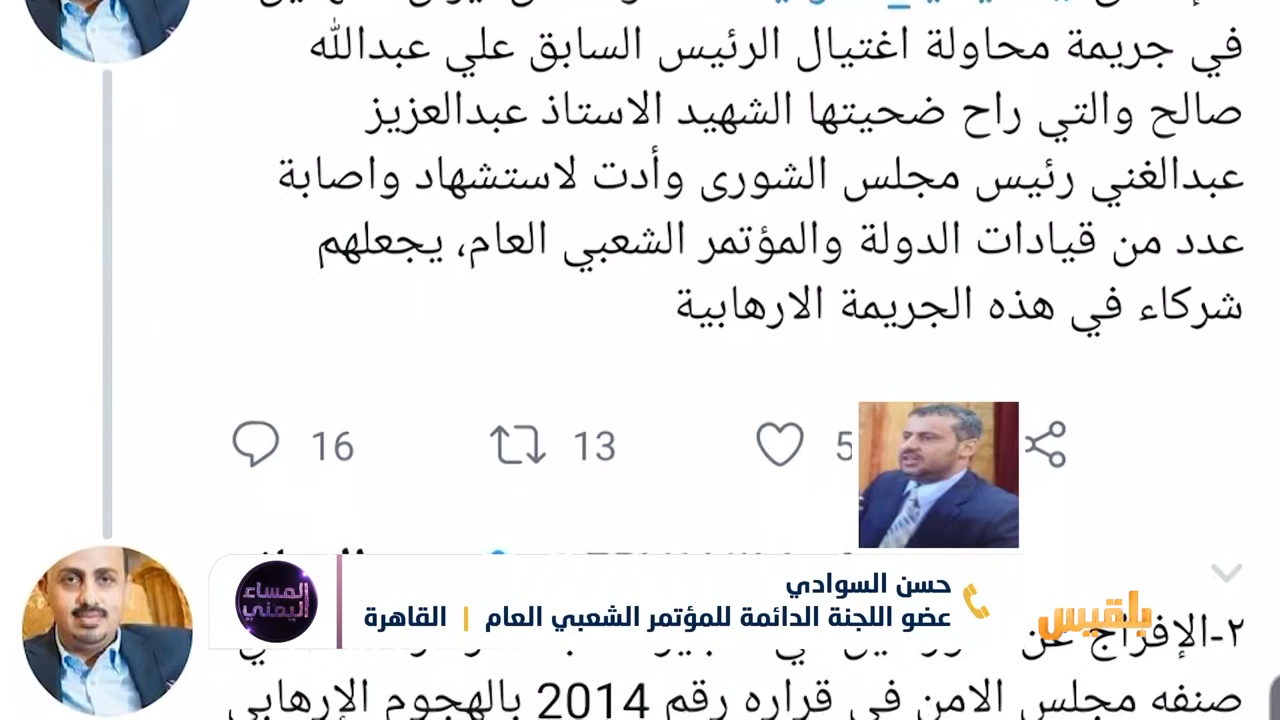 في جريمة محاولة اغتيال الرئيس السابق علي عبدالله
صالح والتي راح ضحيتها الشهيد الاستاذ عبدالعزيز
عبدالغني رئيس مجلس الشورى وأدت لاستشهاد واصابة
عدد من قيادات الدولة والمؤتمر الشعبي العام، يجعلهم
شركاء في هذه الجريمة الارهابية
16 13 5
حسن السوادي
عضو اللجنة الدائمة للمؤتمر الشعبي العام | القاهرة
المساء
اليمني
بلقيس
٢-الإفراج عن
صنفه مجلس الامن في قراره رقم 2014 بالهجوم الإرهابي